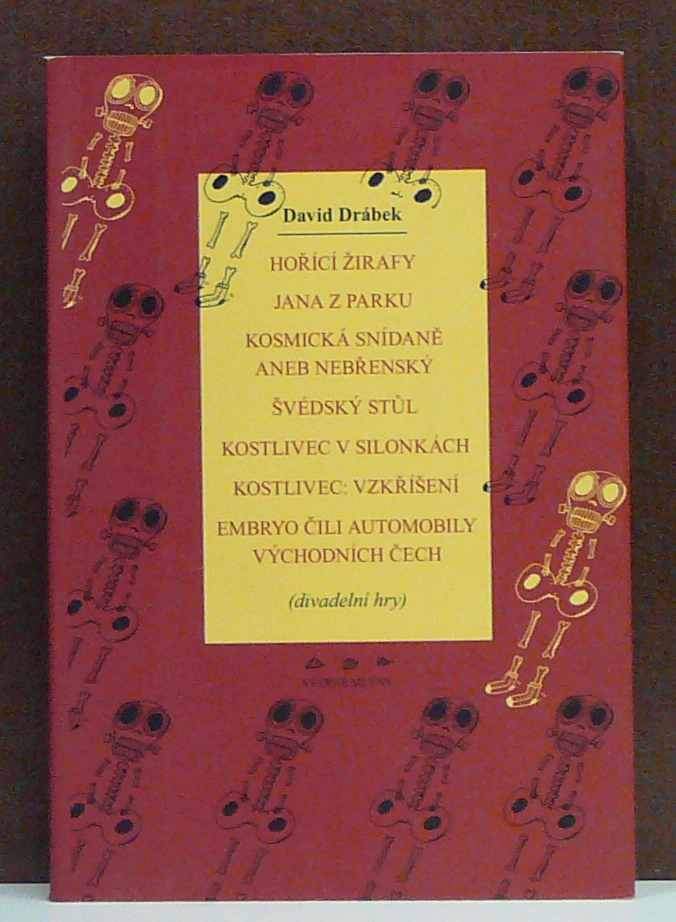 David Drábek
HOŘÍCÍ ŽIRAFY
JANA Z PARKU
KOSMICKÁ SNÍDANĚ
ANEB NEBŘENSKÝ
ŠVÉDSKÝ STŮL
KOSTLIVEC V SILONKÁCH
KOSTLIVEC: VZKŘÍŠENÍ
EMBRYO ČILI AUTOMOBILY
VÝCHODNÍCH ČECH
(divadelní hry)